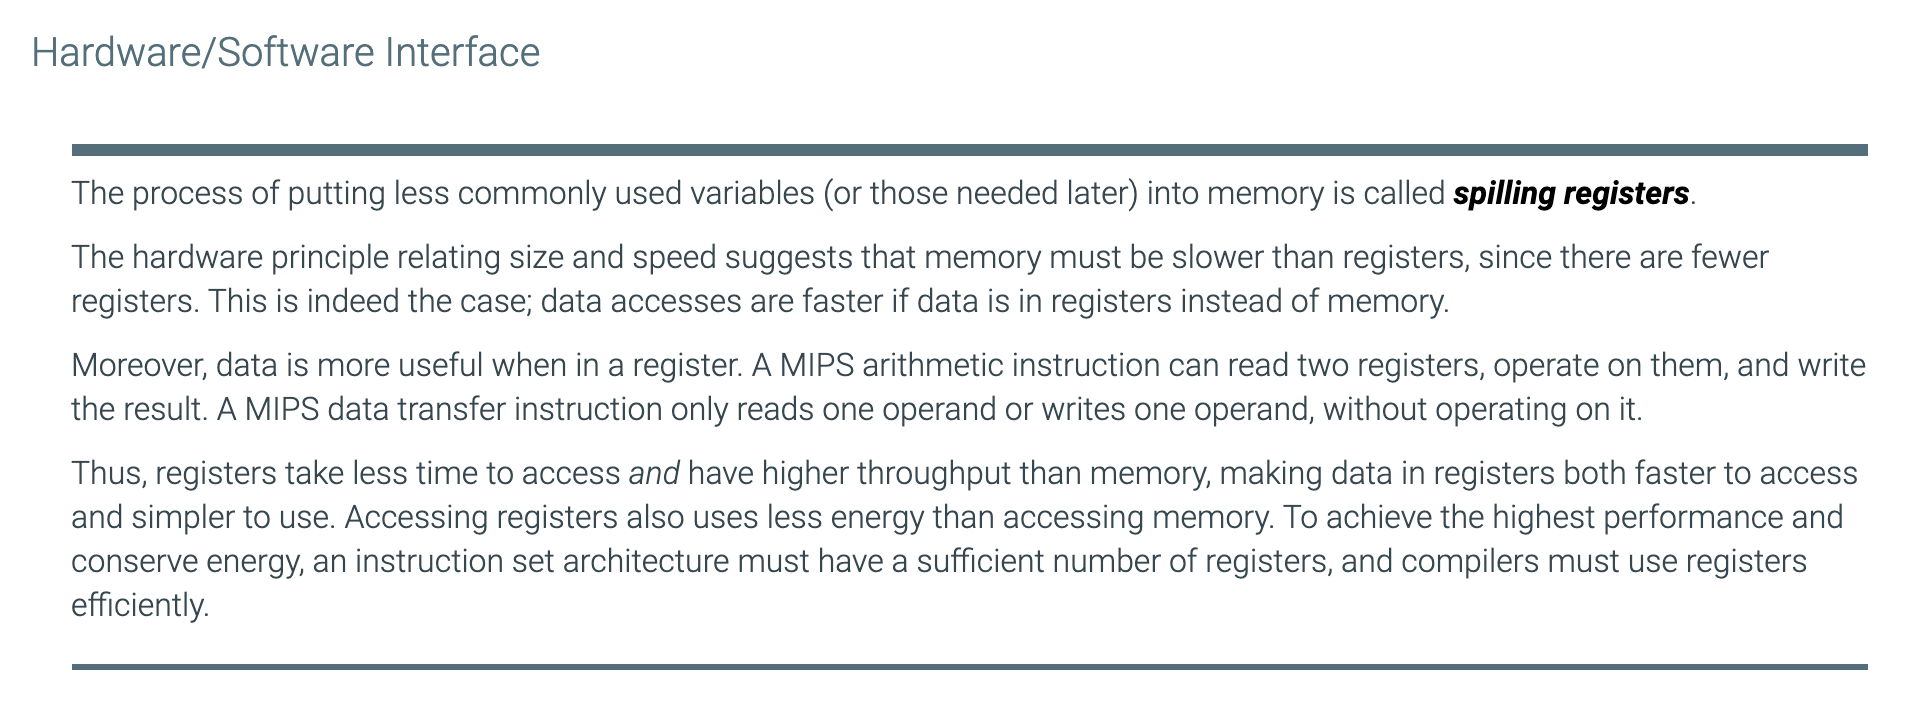 Hardware/Software Interface
The process of putting less commonly used variables (or those needed later) into memory is called spilling registers.
The hardware principle relating size and speed suggests that memory must be slower than registers, since there are fewer
registers. This is indeed the case; data accesses are faster if data is in registers instead of memory.
Moreover, data is more useful when in a register. A MIPS arithmetic instruction can read two registers, operate on them, and write
the result. A MIPS data transfer instruction only reads one operand or writes one operand, without operating on it.
Thus, registers take less time to access and have higher throughput than memory, making data in registers both faster to access
and simpler to use. Accessing registers also uses less energy than accessing memory. To achieve the highest performance and
conserve energy, an instruction set architecture must have a sufficient number of registers, and compilers must use registers
efficiently.